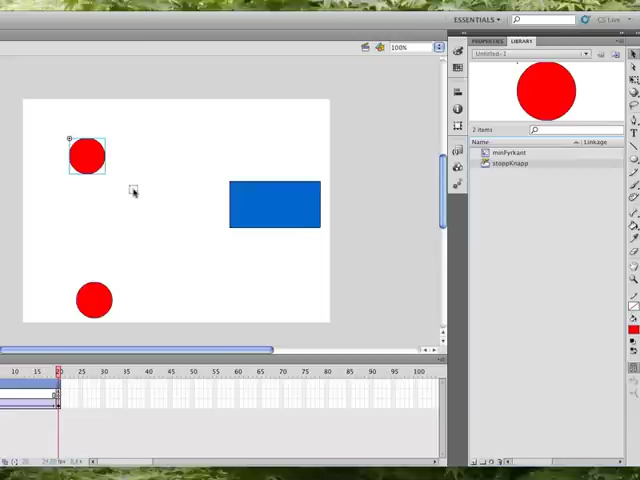 ESSENTIALS
CS Live
100%
PROPERTIES
LIBRARY
Untitled-1
2 items
Name
Linkage
minFyrkant
stoppKnapp
10 15 20 25 30 35 40 45 50 55 60 65 70 75 80 85 90 95 100